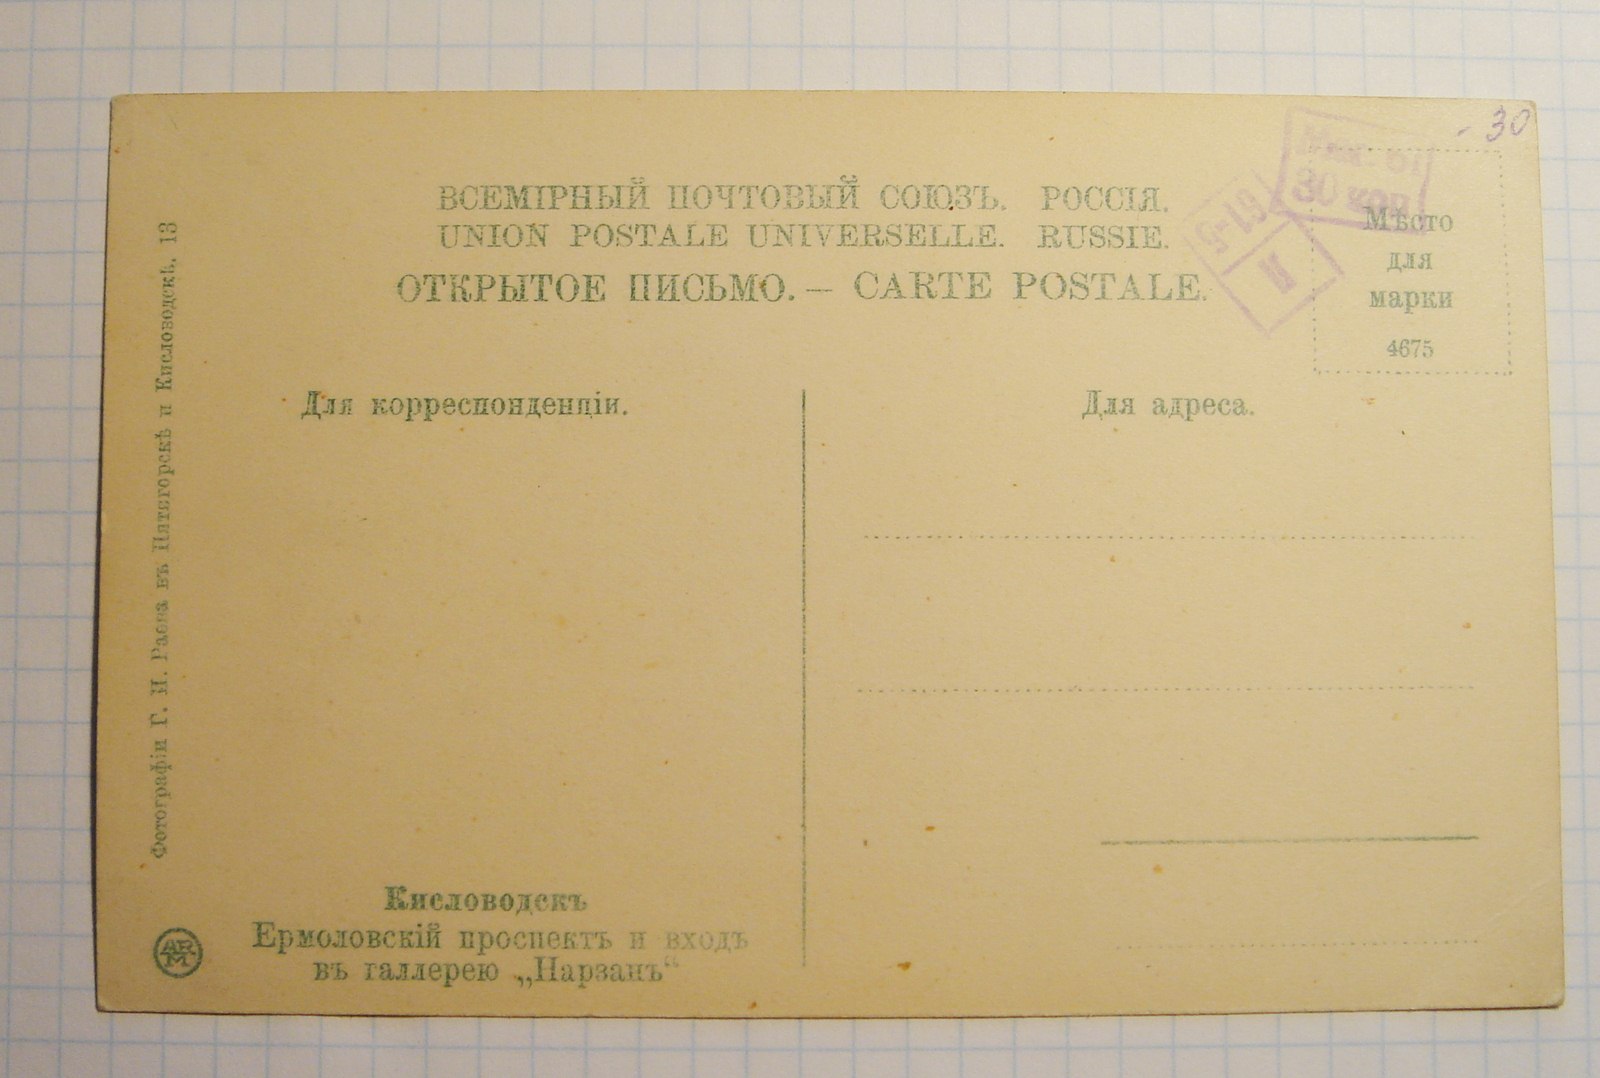 - 30
30 коп
ВСЕМІРНЫЙ ПОЧТОВЫЙ СОЮЗЪ. РОССІЯ.
UNION POSTALE UNIVERSELLE. RUSSIE.
ОТКРЫТОЕ ПИСЬМО. — CARTE POSTALE.
Мѣсто
для
марки
4675
Для корреспонденціи.
Для адреса.
Фотографіи Г. И. Раева въ Пятигорскѣ и Кисловодскѣ. 13
Кисловодскъ
Ермоловскій проспектъ и входъ
въ галлерею „Нарзанъ“